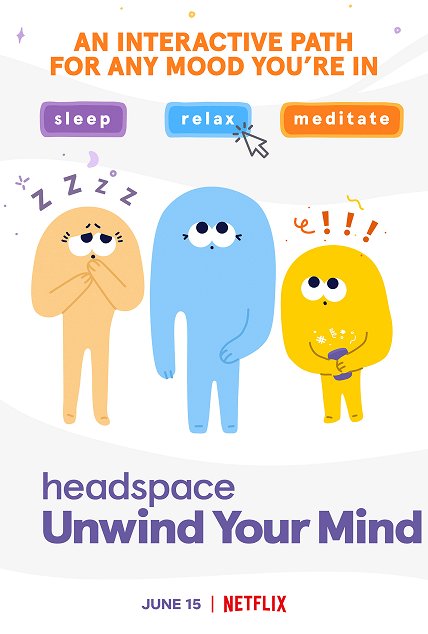 AN INTERACTIVE PATH
FOR ANY MOOD YOU'RE IN
sleep relax meditate
Z Z Z Z Z
! ! ! !
headspace
Unwind Your Mind
JUNE 15 | NETFLIX